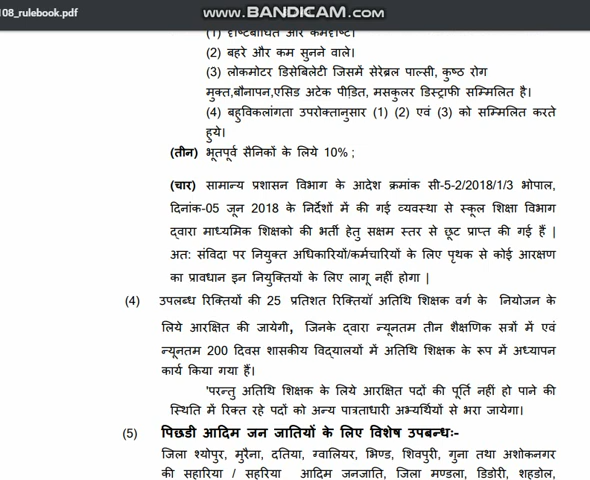 www.BANDICAM.com
108_rulebook.pdf
(1) दृष्टिबाधित और कमदृष्टि।
(2) बहरे और कम सुनने वाले।
(3) लोकमोटर डिसेबिलेटी जिसमें सेरेब्रल पाल्सी, कुष्ठ रोग
मुक्त,बौनापन,एसिड अटेक पीड़ित, मसकुलर डिस्ट्राफी सम्मिलित है।
(4) बहुविकलांगता उपरोक्तानुसार (1) (2) एवं (3) को सम्मिलित करते
हुये।
(तीन) भूतपूर्व सैनिकों के लिये 10% ;
(चार) सामान्य प्रशासन विभाग के आदेश क्रमांक सी-5-2/2018/1/3 भोपाल,
दिनांक-05 जून 2018 के निर्देशों में की गई व्यवस्था से स्कूल शिक्षा विभाग
द्वारा माध्यमिक शिक्षको की भर्ती हेतु सक्षम स्तर से छूट प्राप्त की गई हैं |
अत: संविदा पर नियुक्त अधिकारियों/कर्मचारियों के लिए पृथक से कोई आरक्षण
का प्रावधान इन नियुक्तियों के लिए लागू नहीं होगा |
(4) उपलब्ध रिक्तियों की 25 प्रतिशत रिक्तियॉ अतिथि शिक्षक वर्ग के नियोजन के
लिये आरक्षित की जायेगी, जिनके द्वारा न्यूनतम तीन शैक्षणिक सत्रों में एवं
न्यूनतम 200 दिवस शासकीय विद्यालयों में अतिथि शिक्षक के रूप में अध्यापन
कार्य किया गया हैं।
'परन्तु अतिथि शिक्षक के लिये आरक्षित पदों की पूर्ति नहीं हो पाने की
स्थिति में रिक्त रहे पदों को अन्य पात्रताधारी अभ्यर्थियों से भरा जायेगा।
(5) पिछडी आदिम जन जातियों के लिए विशेष उपबन्धः-
जिला श्योपुर, मुरैना, दतिया, ग्वालियर, भिण्ड, शिवपुरी, गुना तथा अशोकनगर
की सहारिया / सहरिया आदिम जनजाति, जिला मण्डला, डिडोरी, शहडोल,